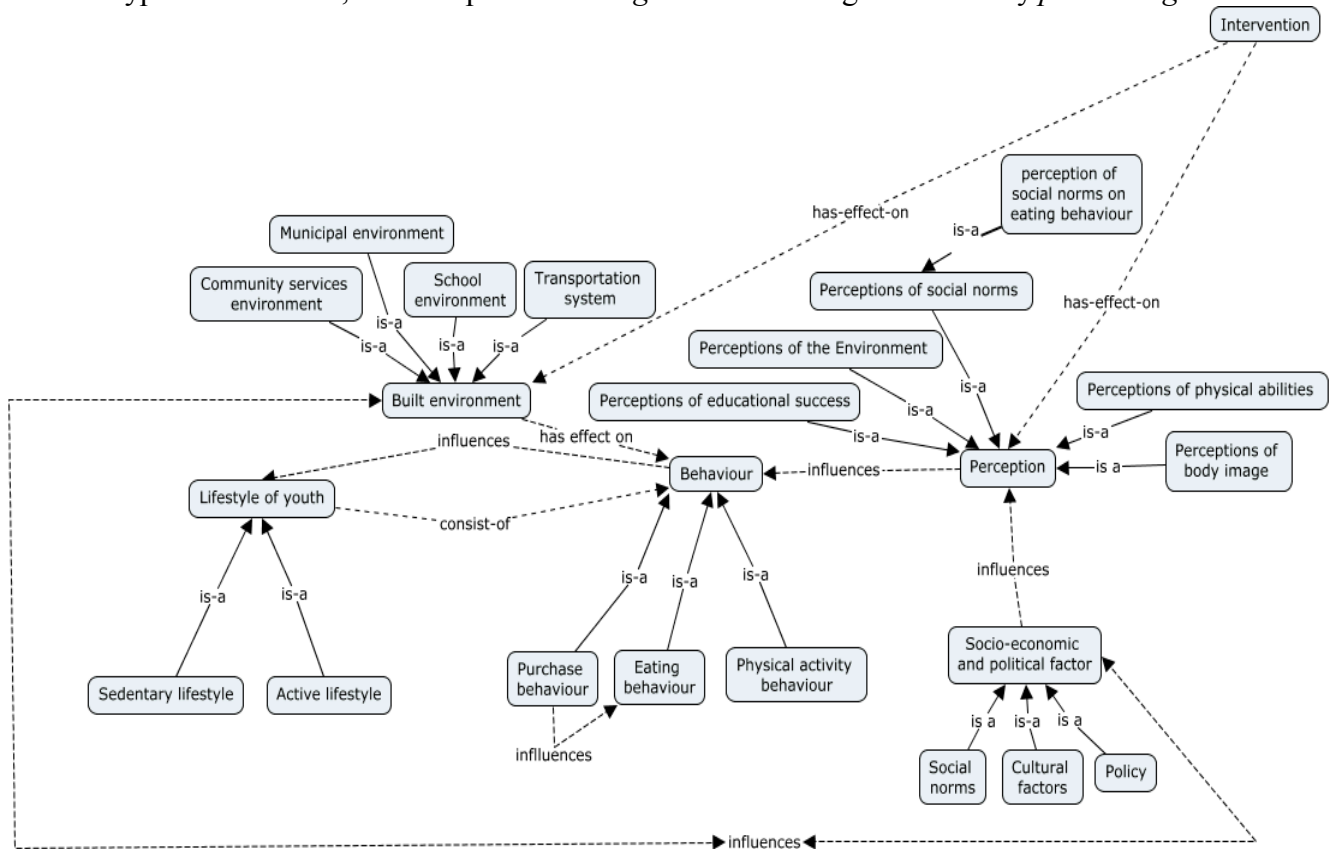 Intervention
perception of
social norms on
eating behaviour
has-effect-on
is-a
Municipal environment
Community services
environment
School
environment
Transportation
system
Perceptions of social norms
has-effect-on
is-a
is-a
is-a
is-a
Perceptions of the Environment
Built environment
Perceptions of educational success
is-a
is-a
Perceptions of physical abilities
is-a
is-a
influences
has effect on
Behaviour
influences
Perception
is a
Perceptions of
body image
Lifestyle of youth
consist-of
is-a
is-a
is-a
is-a
is-a
influences
Sedentary lifestyle
Active lifestyle
Purchase
behaviour
Eating
behaviour
Physical activity
behaviour
Socio-economic
and political factor
inflluences
is a
is-a
is a
Social
norms
Cultural
factors
Policy
influences